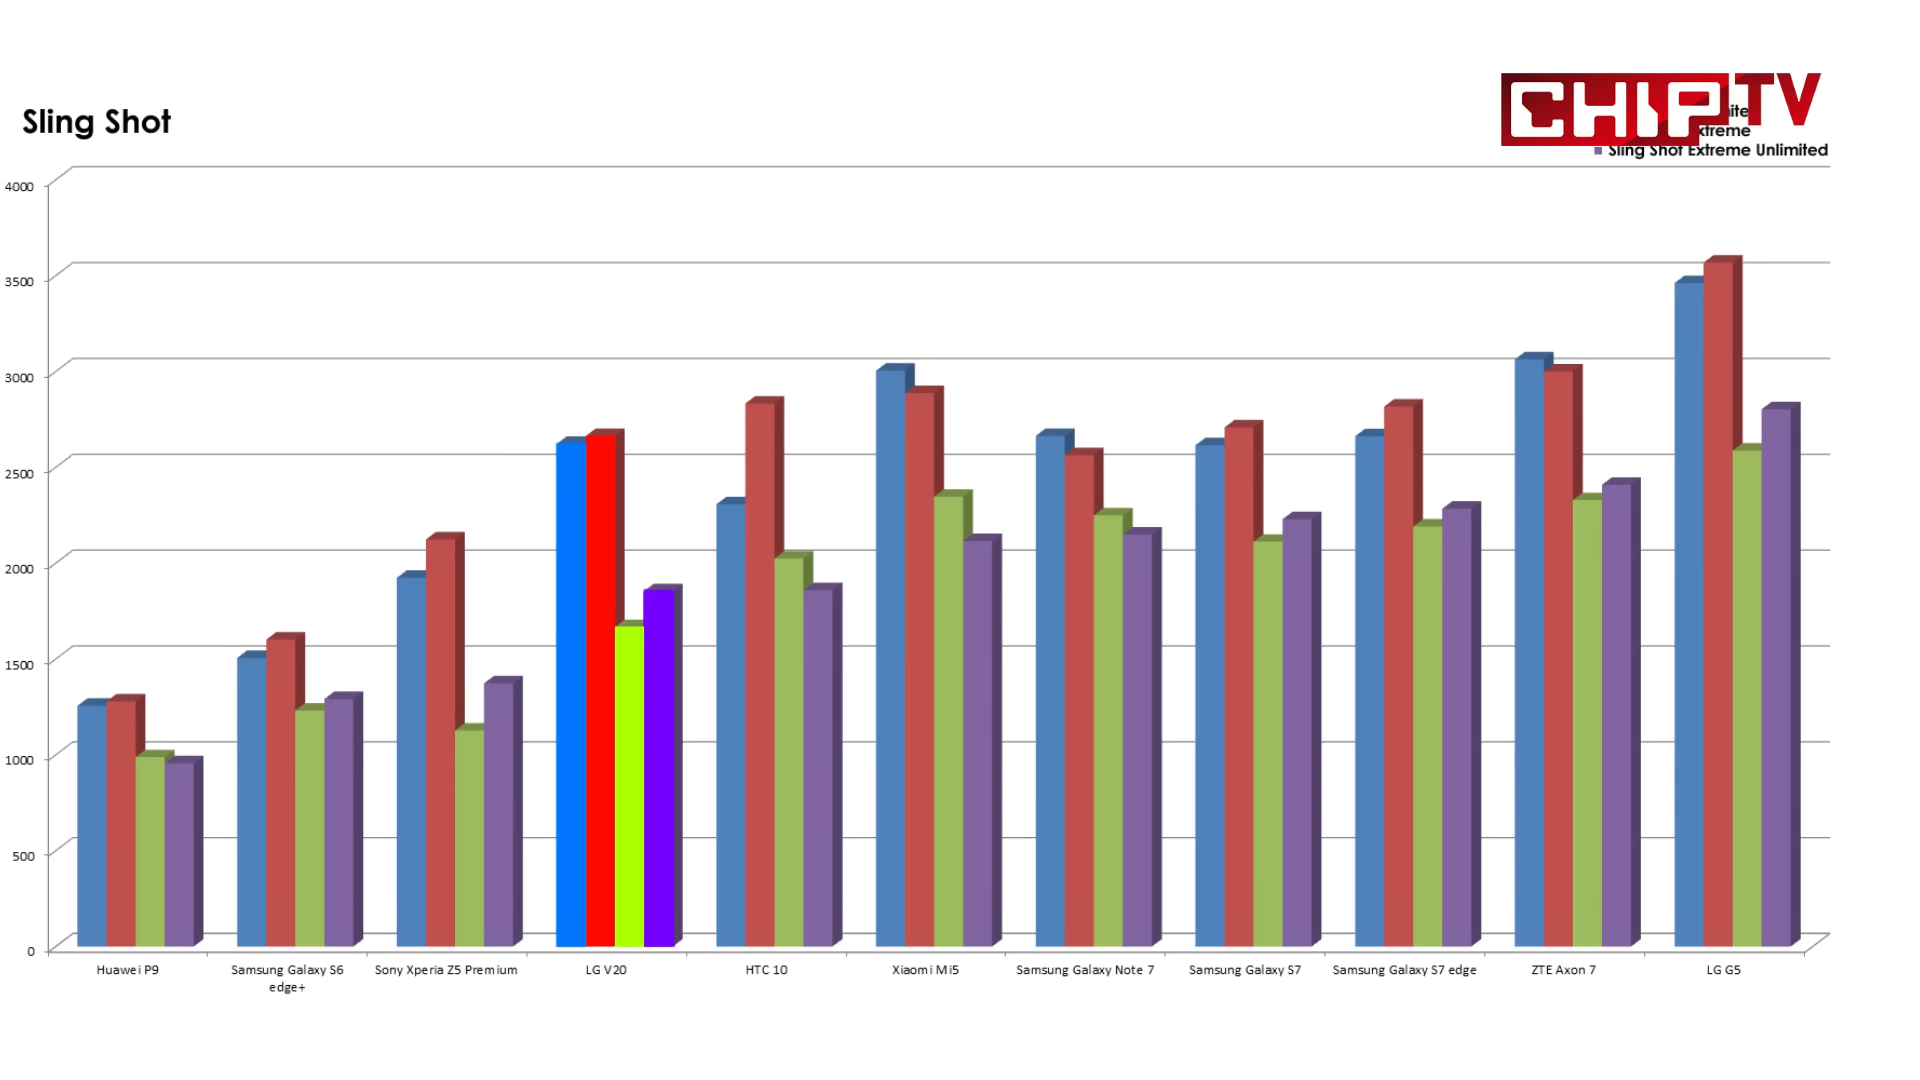 CHIP TV
Sling Shot
Sling Shot Extreme Unlimited
4000
3500
3000
2500
2000
1500
1000
500
0
Huawei P9
Samsung Galaxy S6
edge+
Sony Xperia Z5 Premium
LG V20
HTC 10
Xiaomi Mi5
Samsung Galaxy Note 7
Samsung Galaxy S7
Samsung Galaxy S7 edge
ZTE Axon 7
LG G5